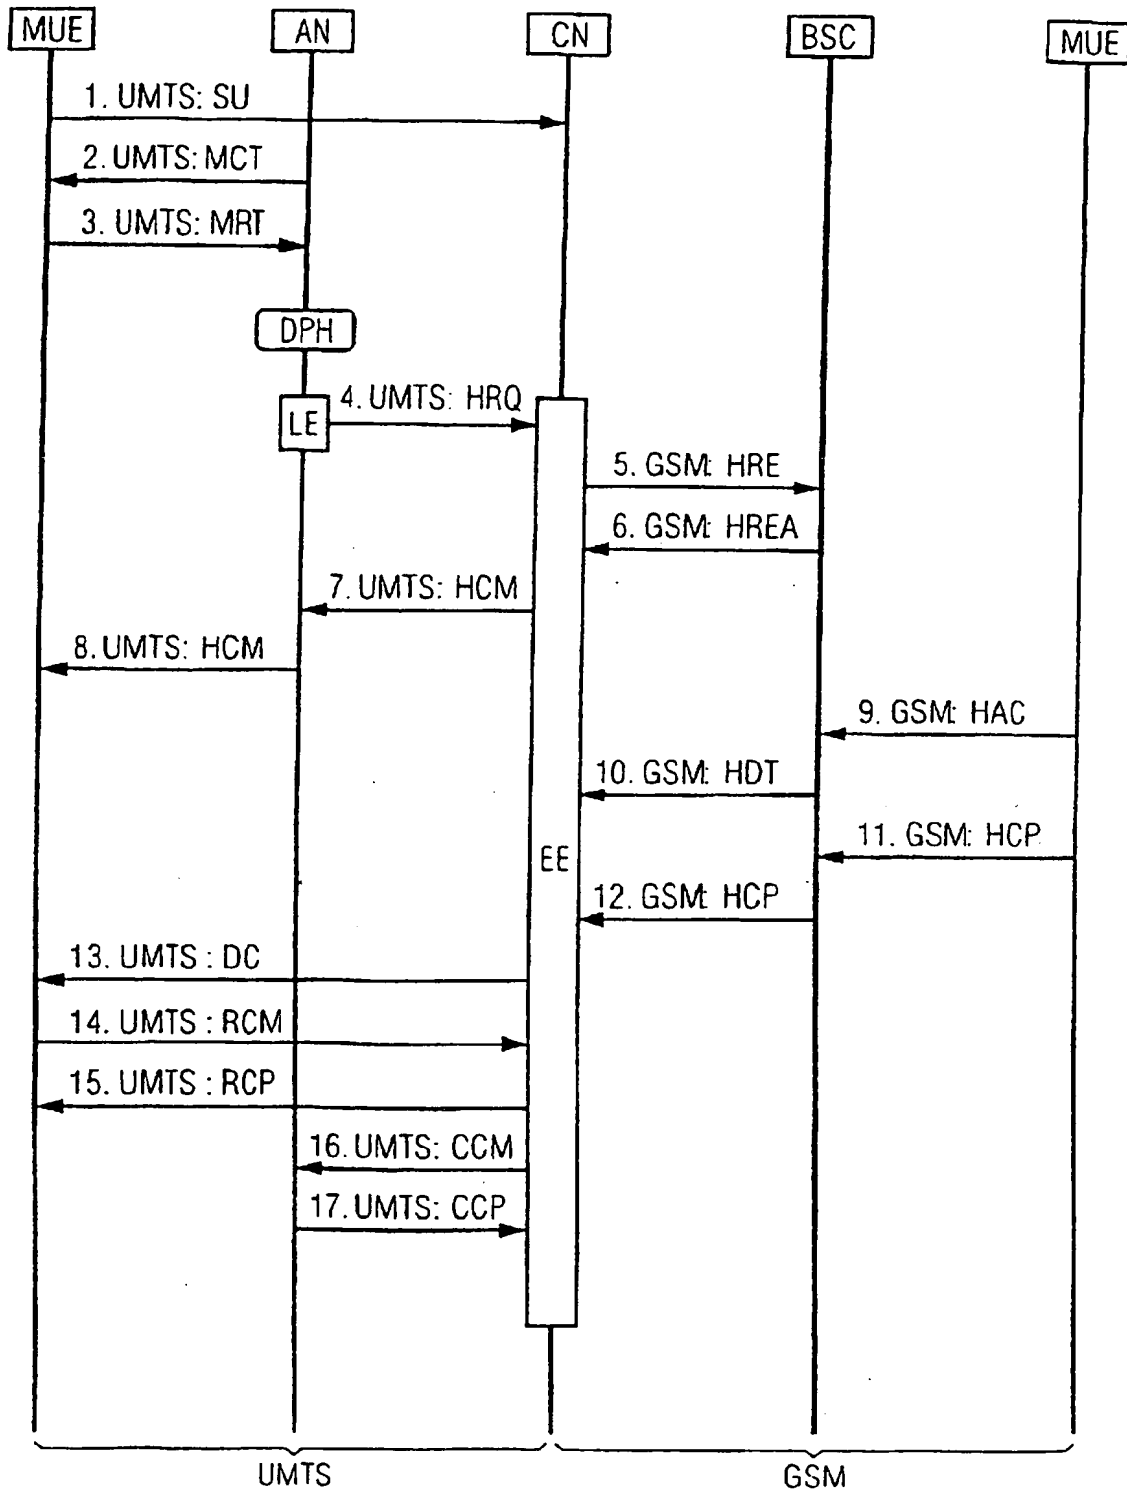 MUE AN CN BSC MUE
1. UMTS: SU
2. UMTS: MCT
3. UMTS: MRT
DPH
LE
4. UMTS: HRQ
5. GSM: HRE
6. GSM: HREA
7. UMTS: HCM
8. UMTS: HCM
9. GSM: HAC
10. GSM: HDT
11. GSM: HCP
EE
12. GSM: HCP
13. UMTS : DC
14. UMTS : RCM
15. UMTS : RCP
16. UMTS: CCM
17. UMTS: CCP
UMTS GSM